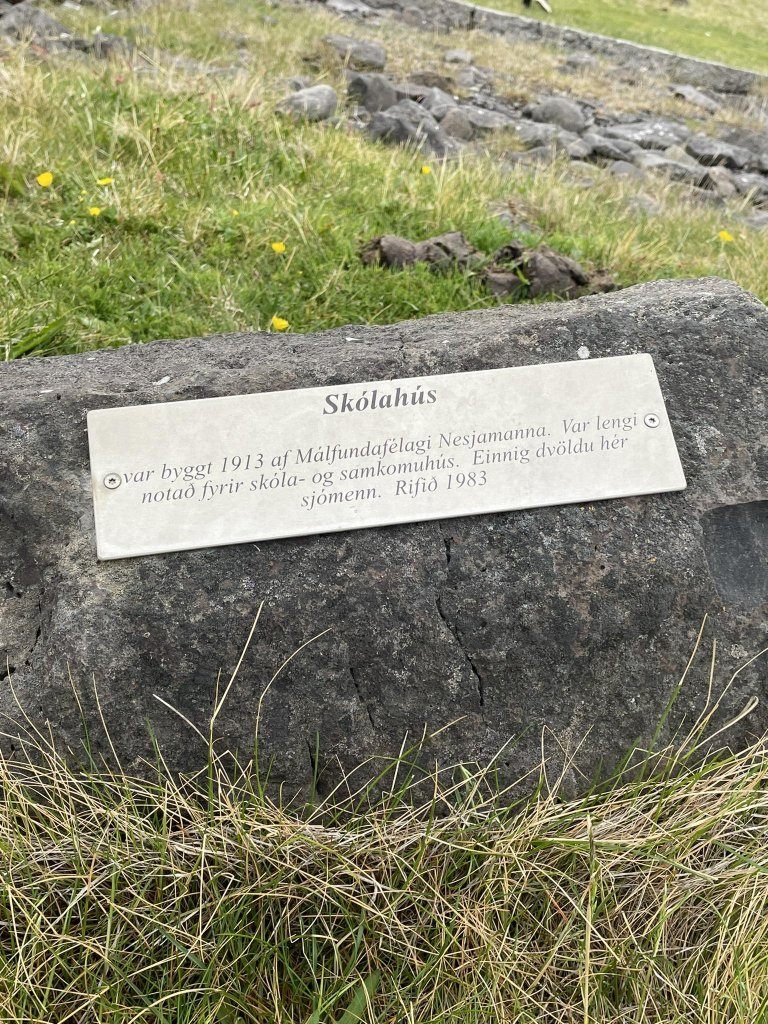 Skólahús
var byggt 1913 af Málfundafélagi Nesjamanna. Var lengi
notað fyrir skóla- og samkomuhús. Einnig dvöldu hér
sjómenn. Rifið 1983